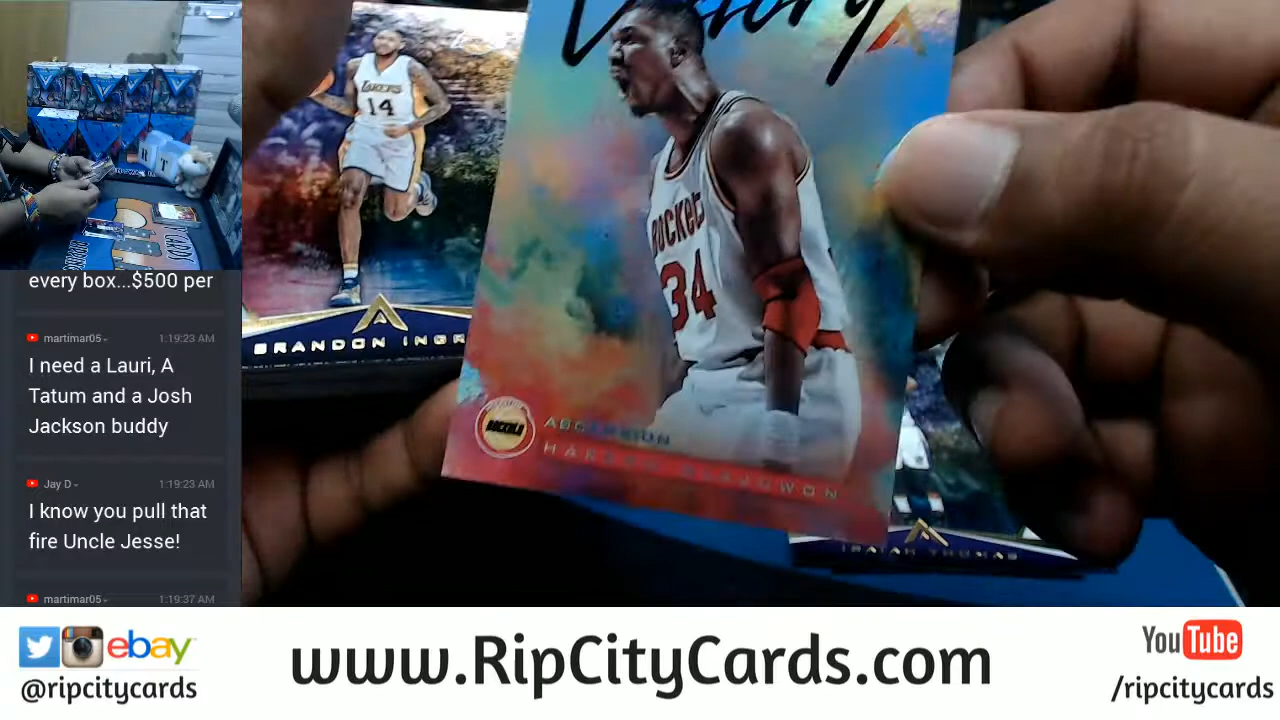 every box...$500 per
martimar05
1:19:23 AM
I need a Lauri, A
Tatum and a Josh
Jackson buddy
Jay D
1:19:23 AM
I know you pull that
fire Uncle Jesse!
martimar05
1:19:37 AM
LAKERS
14
BRANDON INGR
ROCKETS
34
ASCENSION
HAKEEM OLAJUWON
ISAIAH THOMAS
ebay
@ripcitycards
www.RipCityCards.com
YouTube
/ripcitycards